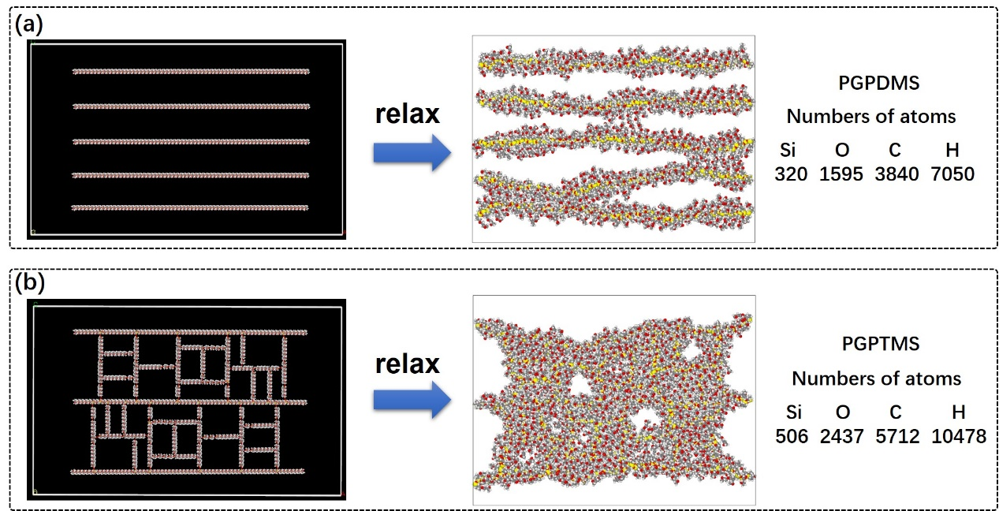 (a)
relax
PGPDMS
Numbers of atoms
Si O C H
320 1595 3840 7050
(b)
relax
PGPTMS
Numbers of atoms
Si O C H
506 2437 5712 10478